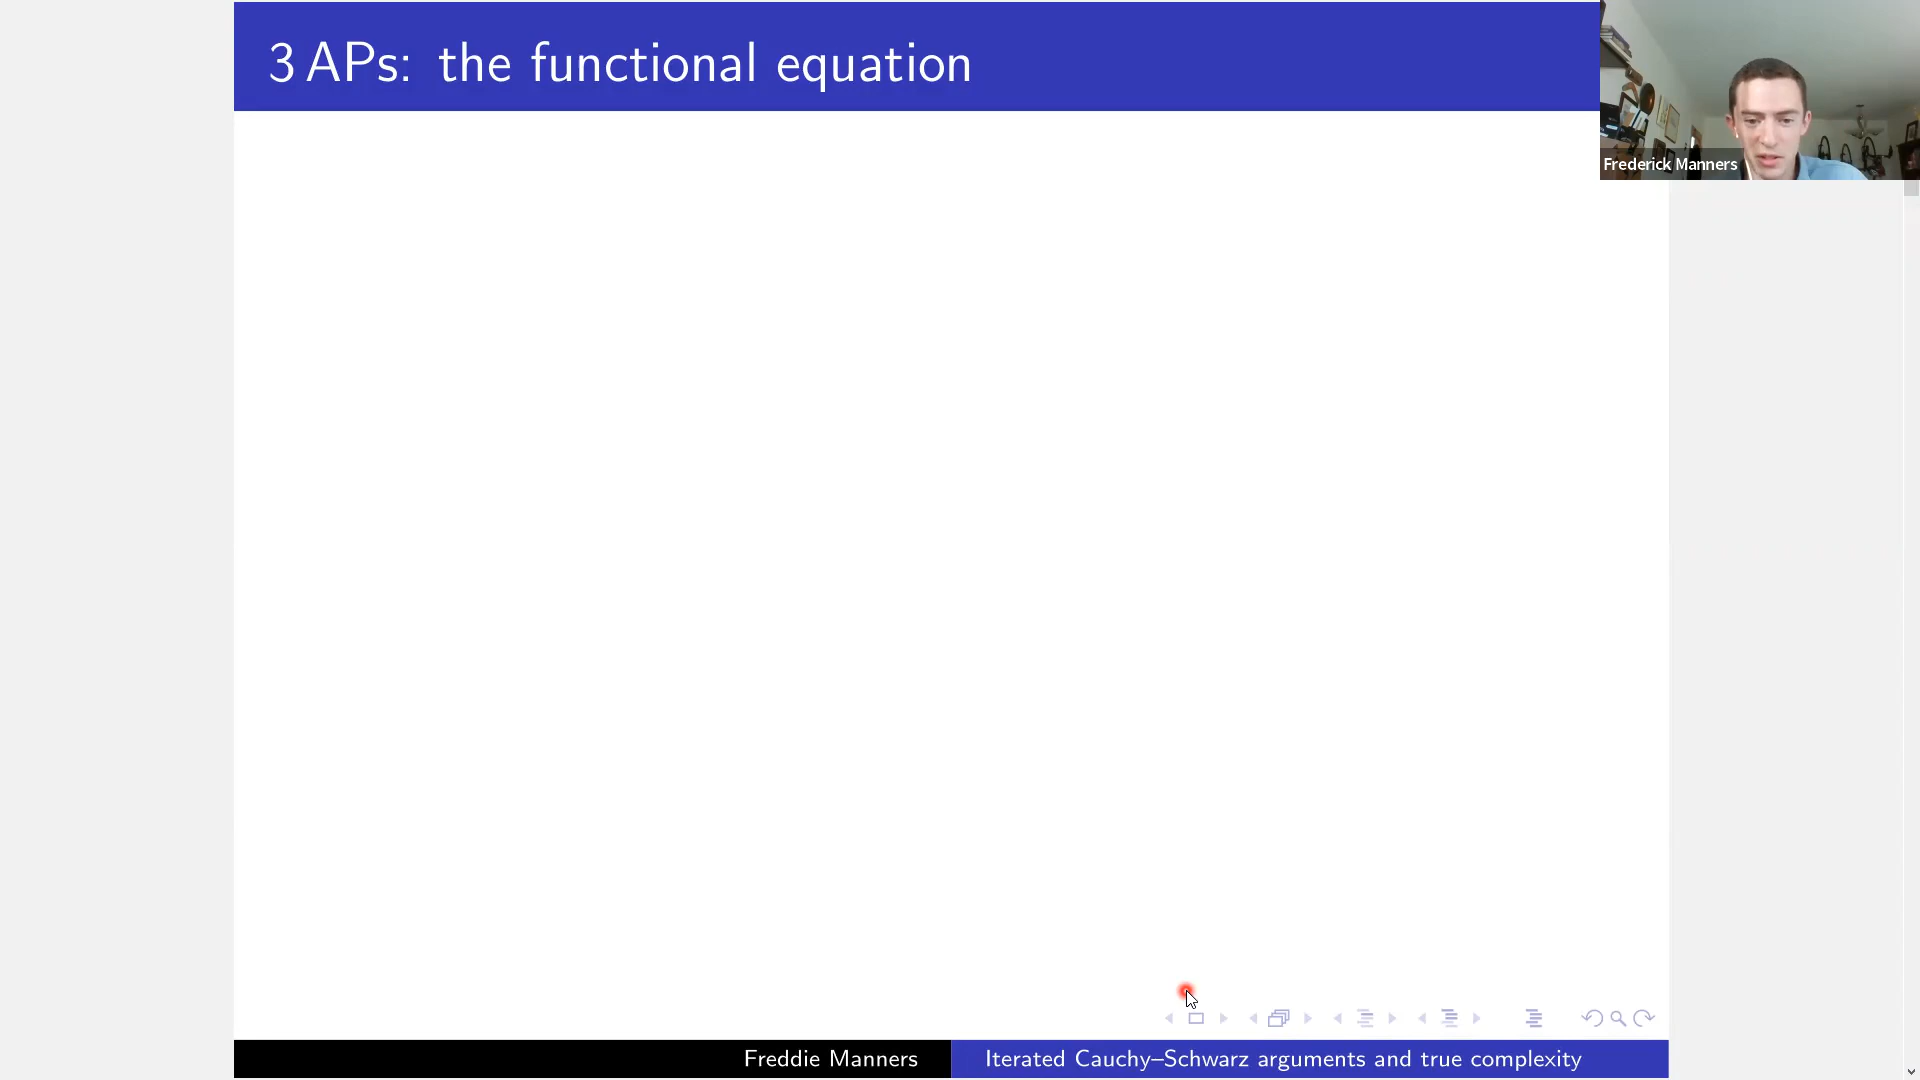 3 APs: the functional equation
Frederick Manners
Freddie Manners
Iterated Cauchy–Schwarz arguments and true complexity